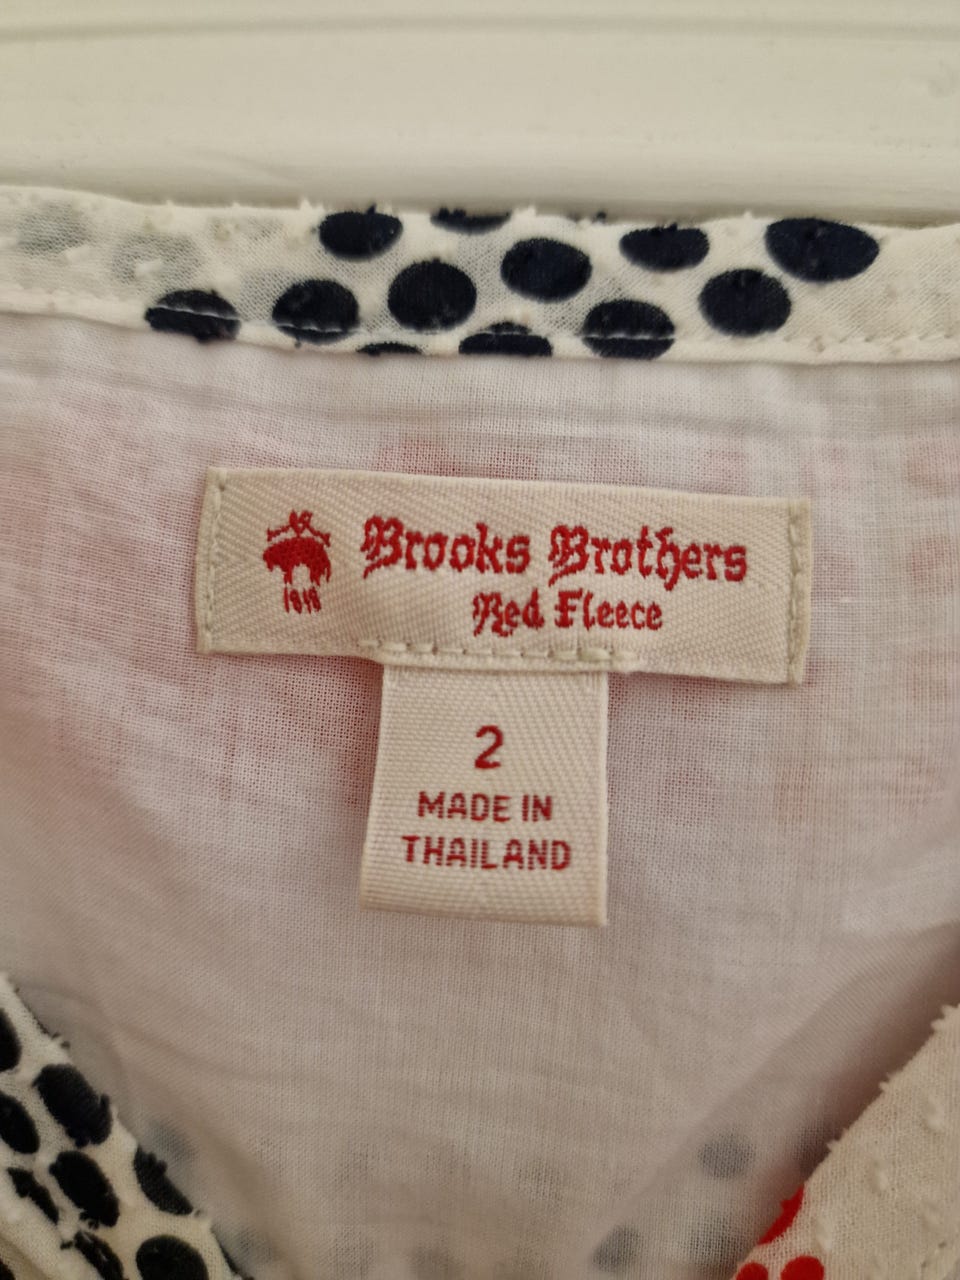 Brooks Brothers
Red Fleece
1818
2
MADE IN
THAILAND